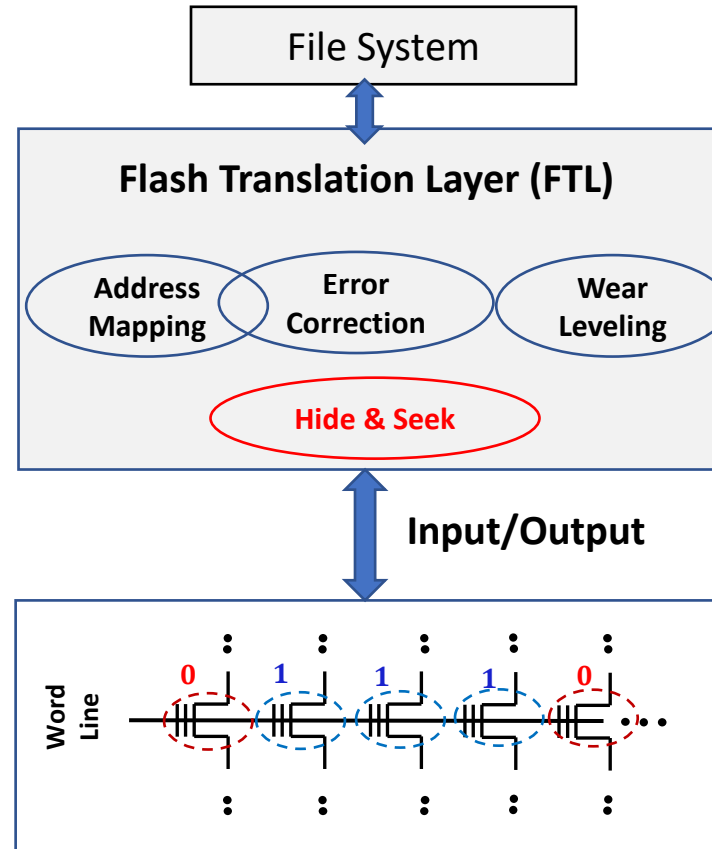 File System
Flash Translation Layer (FTL)
Address
Mapping
Error
Correction
Wear
Leveling
Hide & Seek
Input/Output
0 1 1 1 0
Word
Line